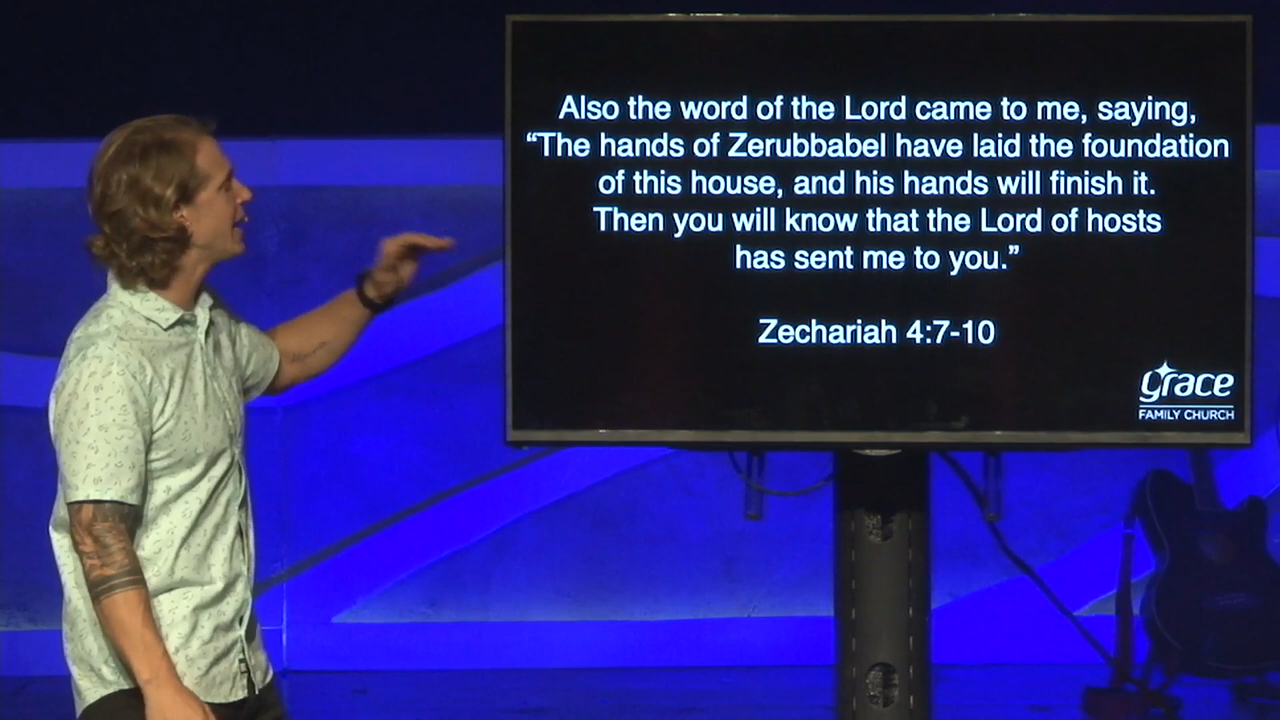 Also the word of the Lord came to me, saying,
“The hands of Zerubbabel have laid the foundation
of this house, and his hands will finish it.
Then you will know that the Lord of hosts
has sent me to you.”
Zechariah 4:7-10
grace
FAMILY CHURCH